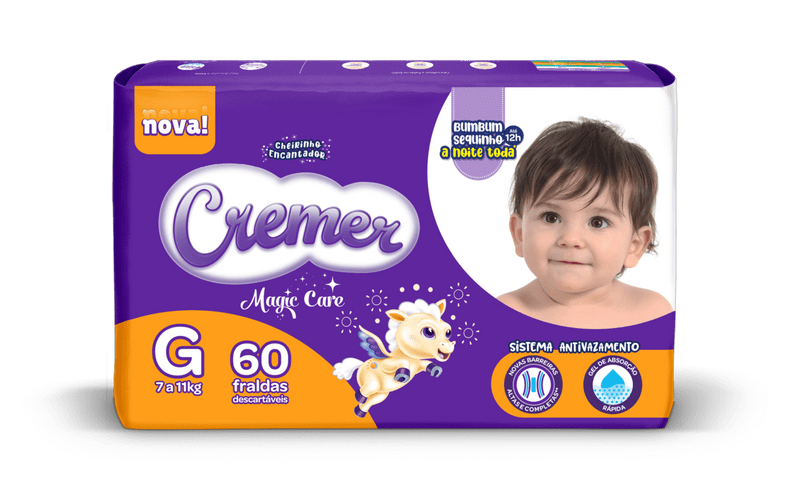 nova!
Cheirinho
Encantador
Cremer
Magic Care
BUMBUM
SEQUINHO
ATÉ
12h
A NOITE TODA
G
7 a 11kg
60
fraldas
descartáveis
SISTEMA ANTIVAZAMENTO
NOVAS BARREIRAS
ALTAS E COMPLETAS**
GEL DE ABSORÇÃO
RÁPIDA